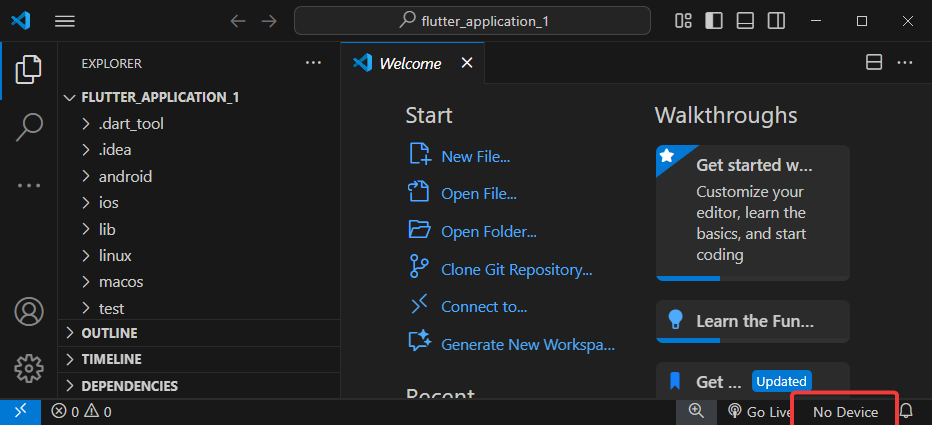 flutter_application_1
EXPLORER
Welcome
FLUTTER_APPLICATION_1
.dart_tool
.idea
android
ios
lib
linux
macos
test
OUTLINE
TIMELINE
DEPENDENCIES
Start
New File...
Open File...
Open Folder...
Clone Git Repository...
Connect to...
Generate New Workspa...
Recent
Walkthroughs
Get started w...
Customize your
editor, learn the
basics, and start
coding
Learn the Fun...
Get ... Updated
0 0 Go Live No Device